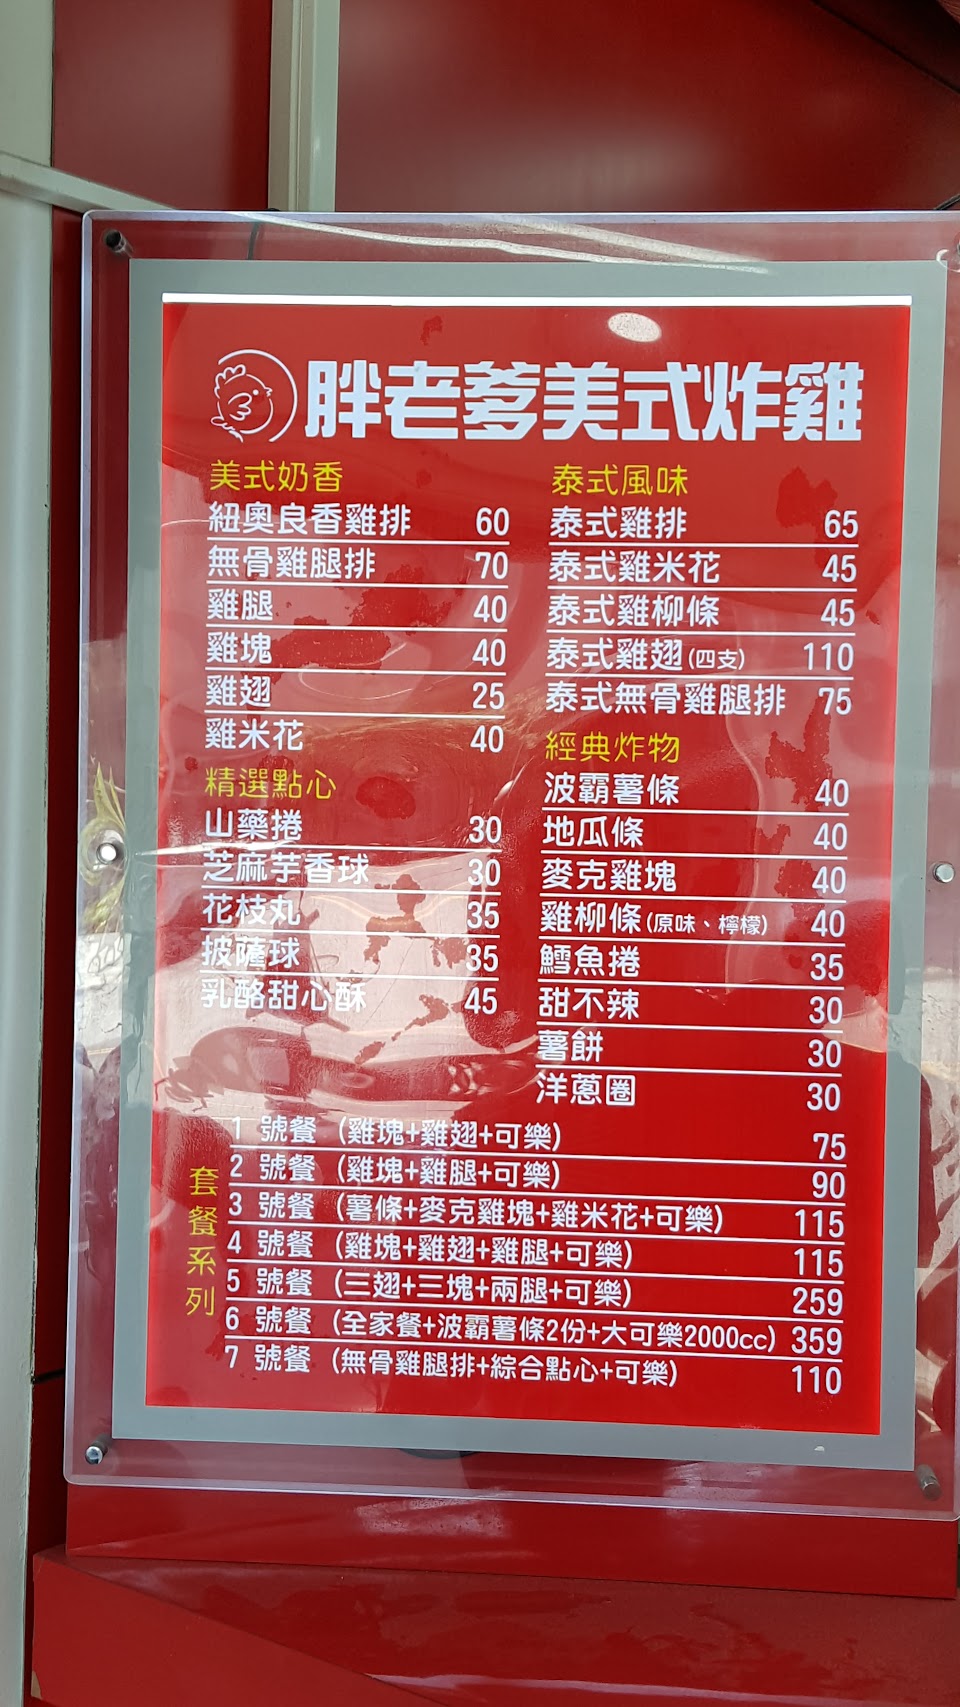 胖老爹美式炸雞
美式奶香
紐奧良香雞排 60
無骨雞腿排 70
雞腿 40
雞塊 40
雞翅 25
雞米花 40
精選點心
山藥捲 30
芝麻芋香球 30
花枝丸 35
披薩球 35
乳酪甜心酥 45
泰式風味
泰式雞排 65
泰式雞米花 45
泰式雞柳條 45
泰式雞翅(四支) 110
泰式無骨雞腿排 75
經典炸物
波霸薯條 40
地瓜條 40
麥克雞塊 40
雞柳條(原味、檸檬) 40
鱈魚捲 35
甜不辣 30
薯餅 30
洋蔥圈 30
套餐系列
1 號餐 (雞塊+雞翅+可樂) 75
2 號餐 (雞塊+雞腿+可樂) 90
3 號餐 (薯條+麥克雞塊+雞米花+可樂) 115
4 號餐 (雞塊+雞翅+雞腿+可樂) 115
5 號餐 (三翅+三塊+兩腿+可樂) 259
6 號餐 (全家餐+波霸薯條2份+大可樂2000cc) 359
7 號餐 (無骨雞腿排+綜合點心+可樂) 110